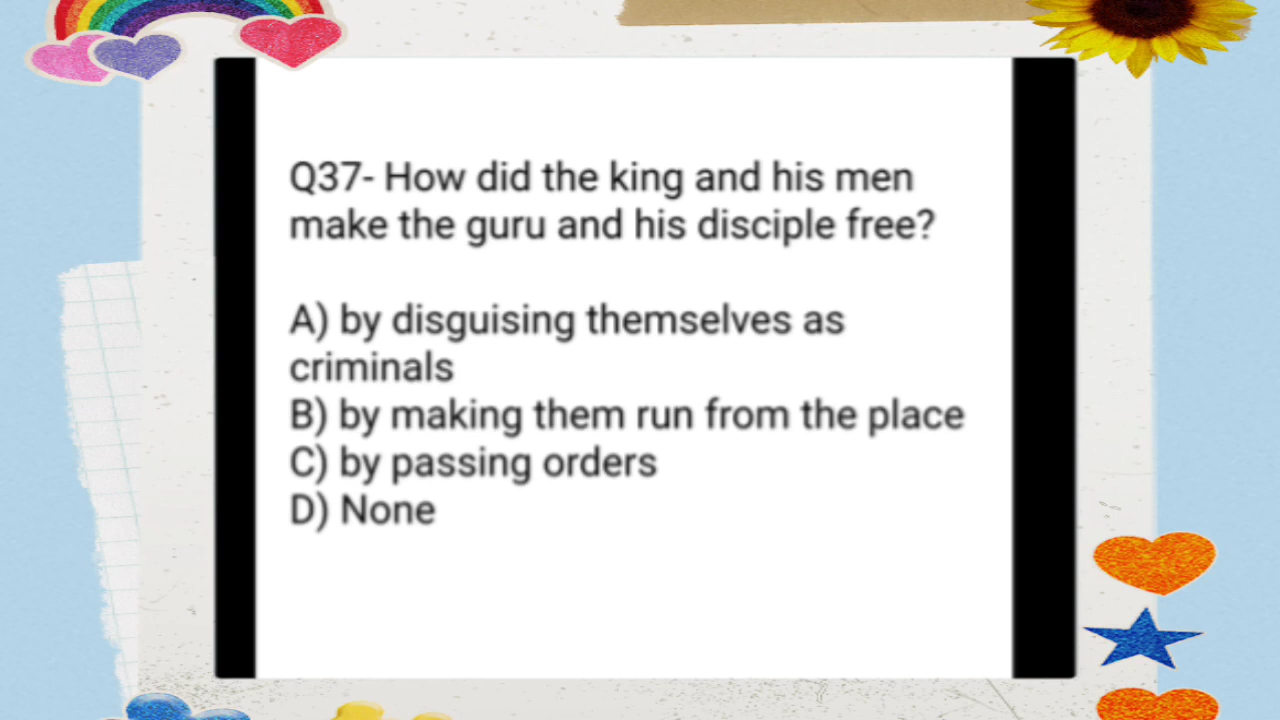 Q37- How did the king and his men
make the guru and his disciple free?
A) by disguising themselves as
criminals
B) by making them run from the place
C) by passing orders
D) None